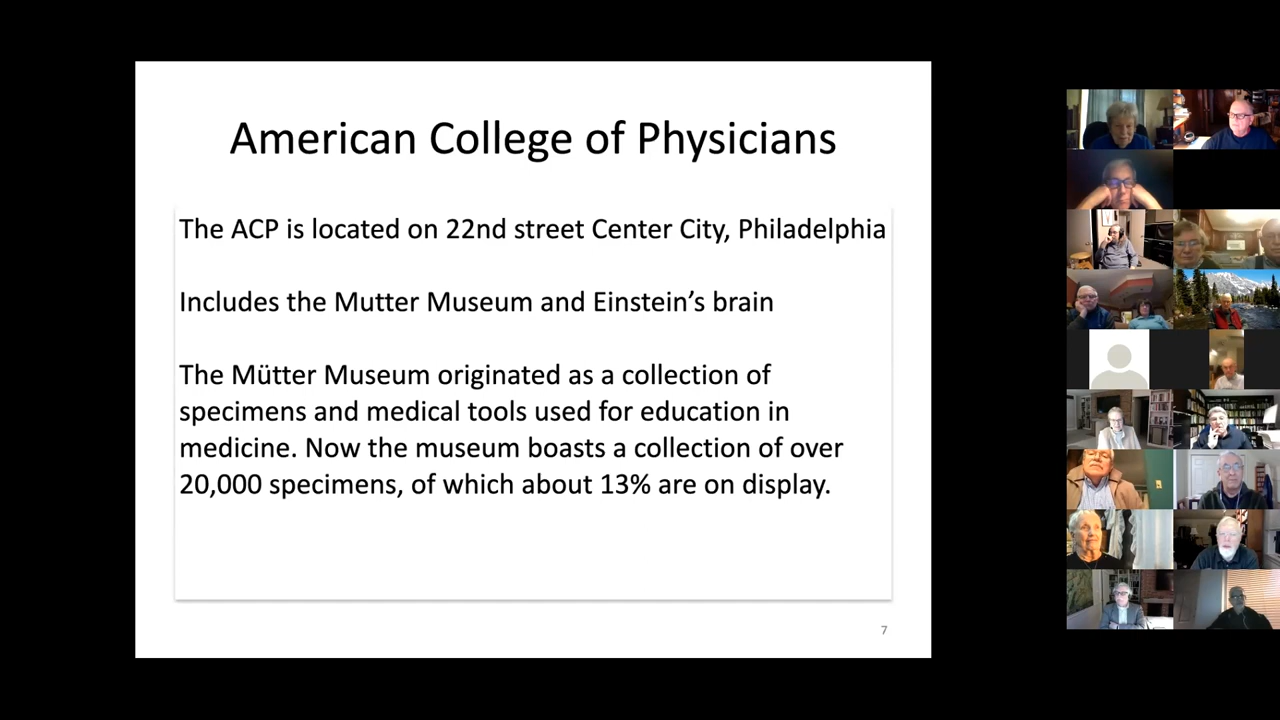 American College of Physicians
The ACP is located on 22nd street Center City, Philadelphia
Includes the Mutter Museum and Einstein’s brain
The Mütter Museum originated as a collection of
specimens and medical tools used for education in
medicine. Now the museum boasts a collection of over
20,000 specimens, of which about 13% are on display.
7